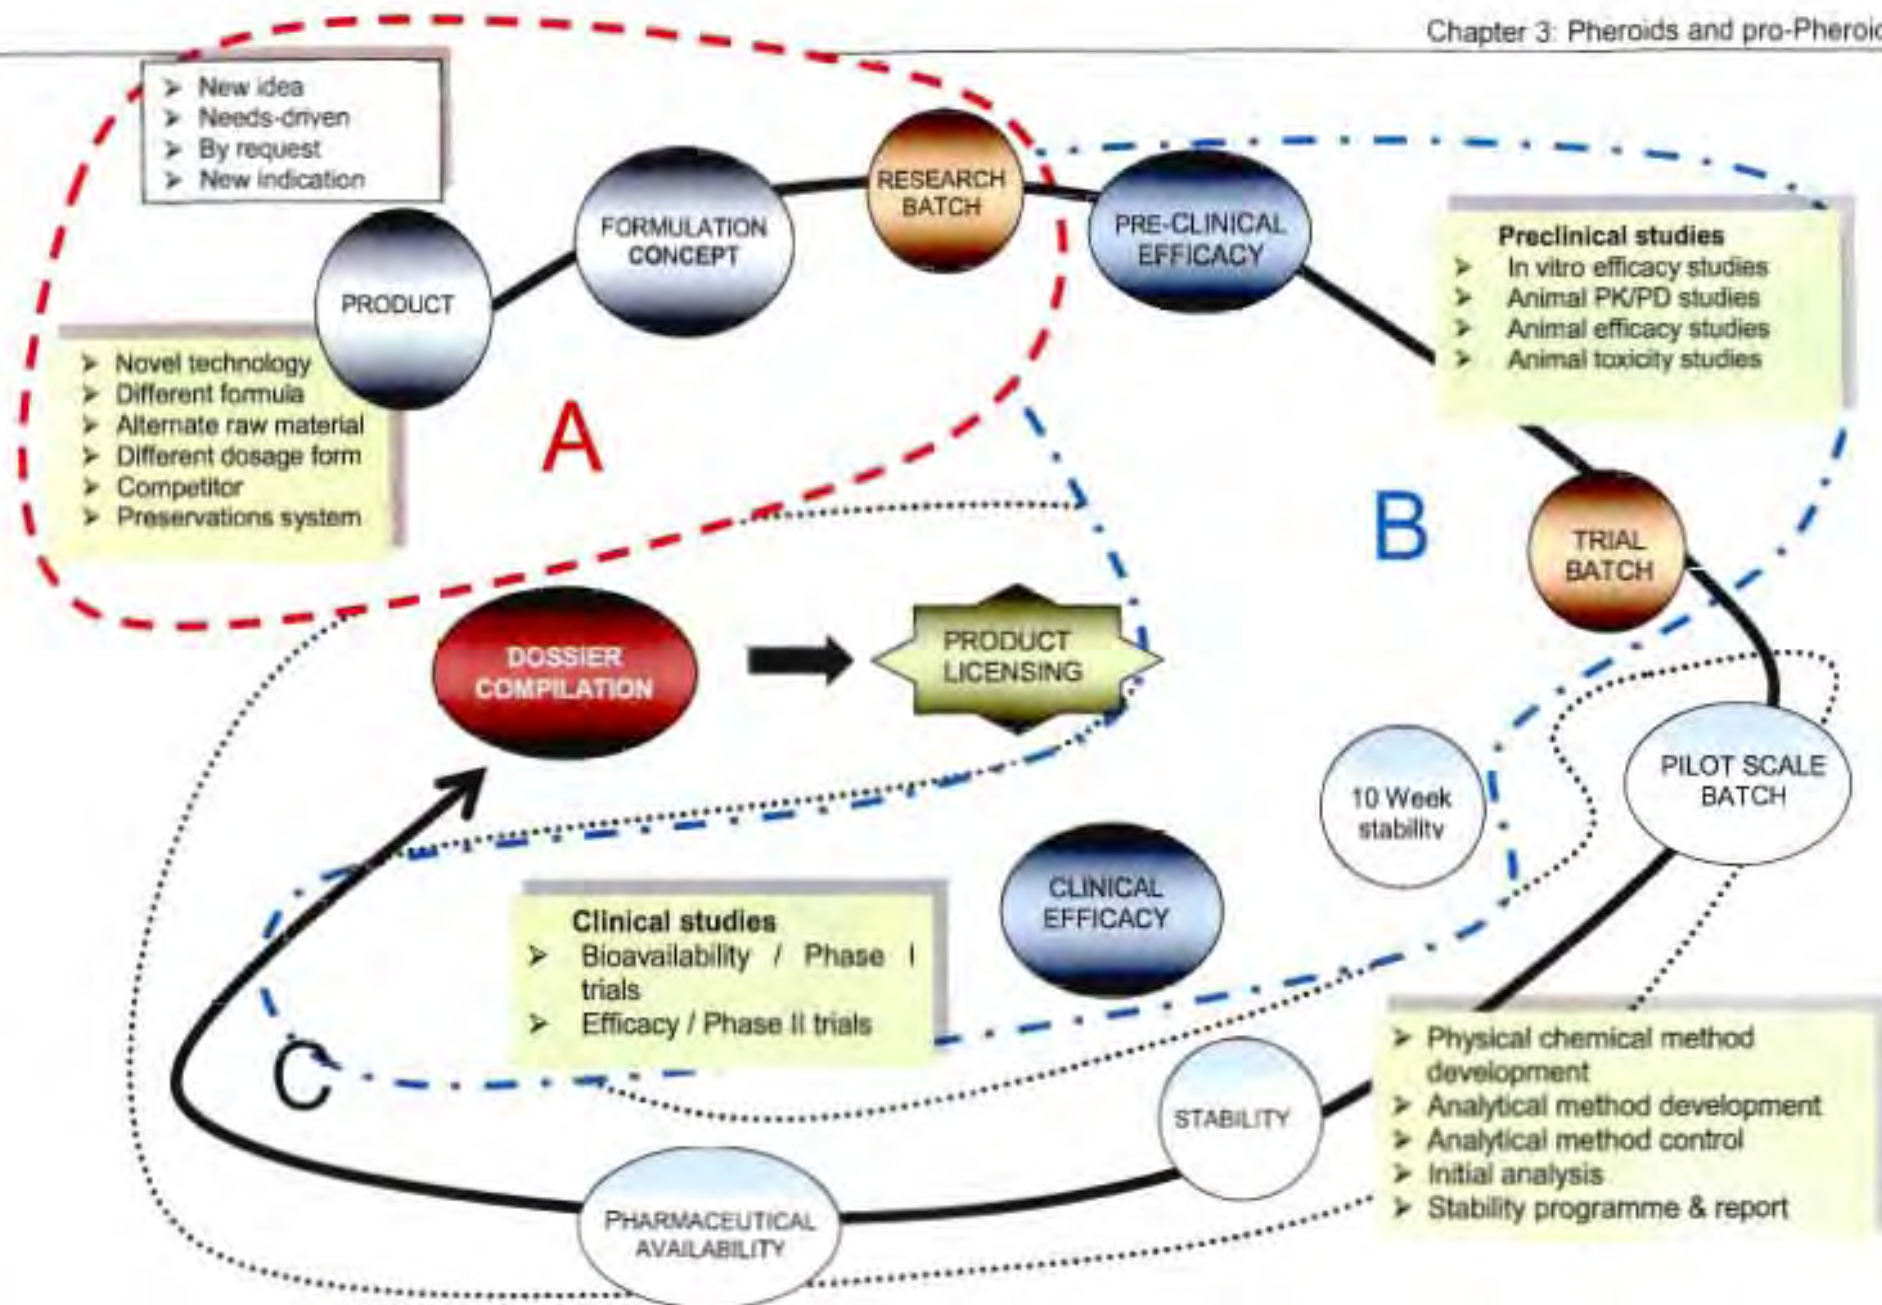 Chapter 3: Pheroids and pro-Pheroid
➢ New idea
➢ Needs-driven
➢ By request
➢ New indication
PRODUCT
FORMULATION
CONCEPT
RESEARCH
BATCH
PRE-CLINICAL
EFFICACY
Preclinical studies
➢ In vitro efficacy studies
➢ Animal PK/PD studies
➢ Animal efficacy studies
➢ Animal toxicity studies
➢ Novel technology
➢ Different formula
➢ Alternate raw material
➢ Different dosage form
➢ Competitor
➢ Preservations system
A
B
TRIAL
BATCH
DOSSIER
COMPILATION
PRODUCT
LICENSING
PILOT SCALE
BATCH
10 Week
stability
CLINICAL
EFFICACY
Clinical studies
➢ Bioavailability / Phase I
trials
➢ Efficacy / Phase II trials
C
STABILITY
➢ Physical chemical method
development
➢ Analytical method development
➢ Analytical method control
➢ Initial analysis
➢ Stability programme & report
PHARMACEUTICAL
AVAILABILITY